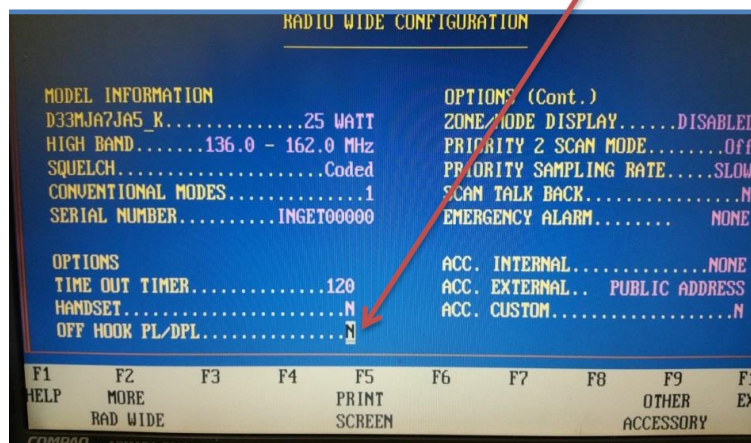 RADIO WIDE CONFIGURATION
MODEL INFORMATION
D33MJA7JA5_K..............25 WATT
HIGH BAND.......136.0 - 162.0 MHz
SQUELCH.....................Coded
CONVENTIONAL MODES..............1
SERIAL NUMBER..........INGET00000
OPTIONS
TIME OUT TIMER...............120
HANDSET........................N
OFF HOOK PL/DPL................N
OPTIONS (Cont.)
ZONE/MODE DISPLAY......DISABLED
PRIORITY 2 SCAN MODE........Off
PRIORITY SAMPLING RATE.....SLOW
SCAN TALK BACK................N
EMERGENCY ALARM........ NONE
ACC. INTERNAL..............NONE
ACC. EXTERNAL.. PUBLIC ADDRESS
ACC. CUSTOM...................N
F1 F2 F3 F4 F5 F6 F7 F8 F9
HELP MORE PRINT OTHER
RAD WIDE SCREEN ACCESSORY
COMPAQ